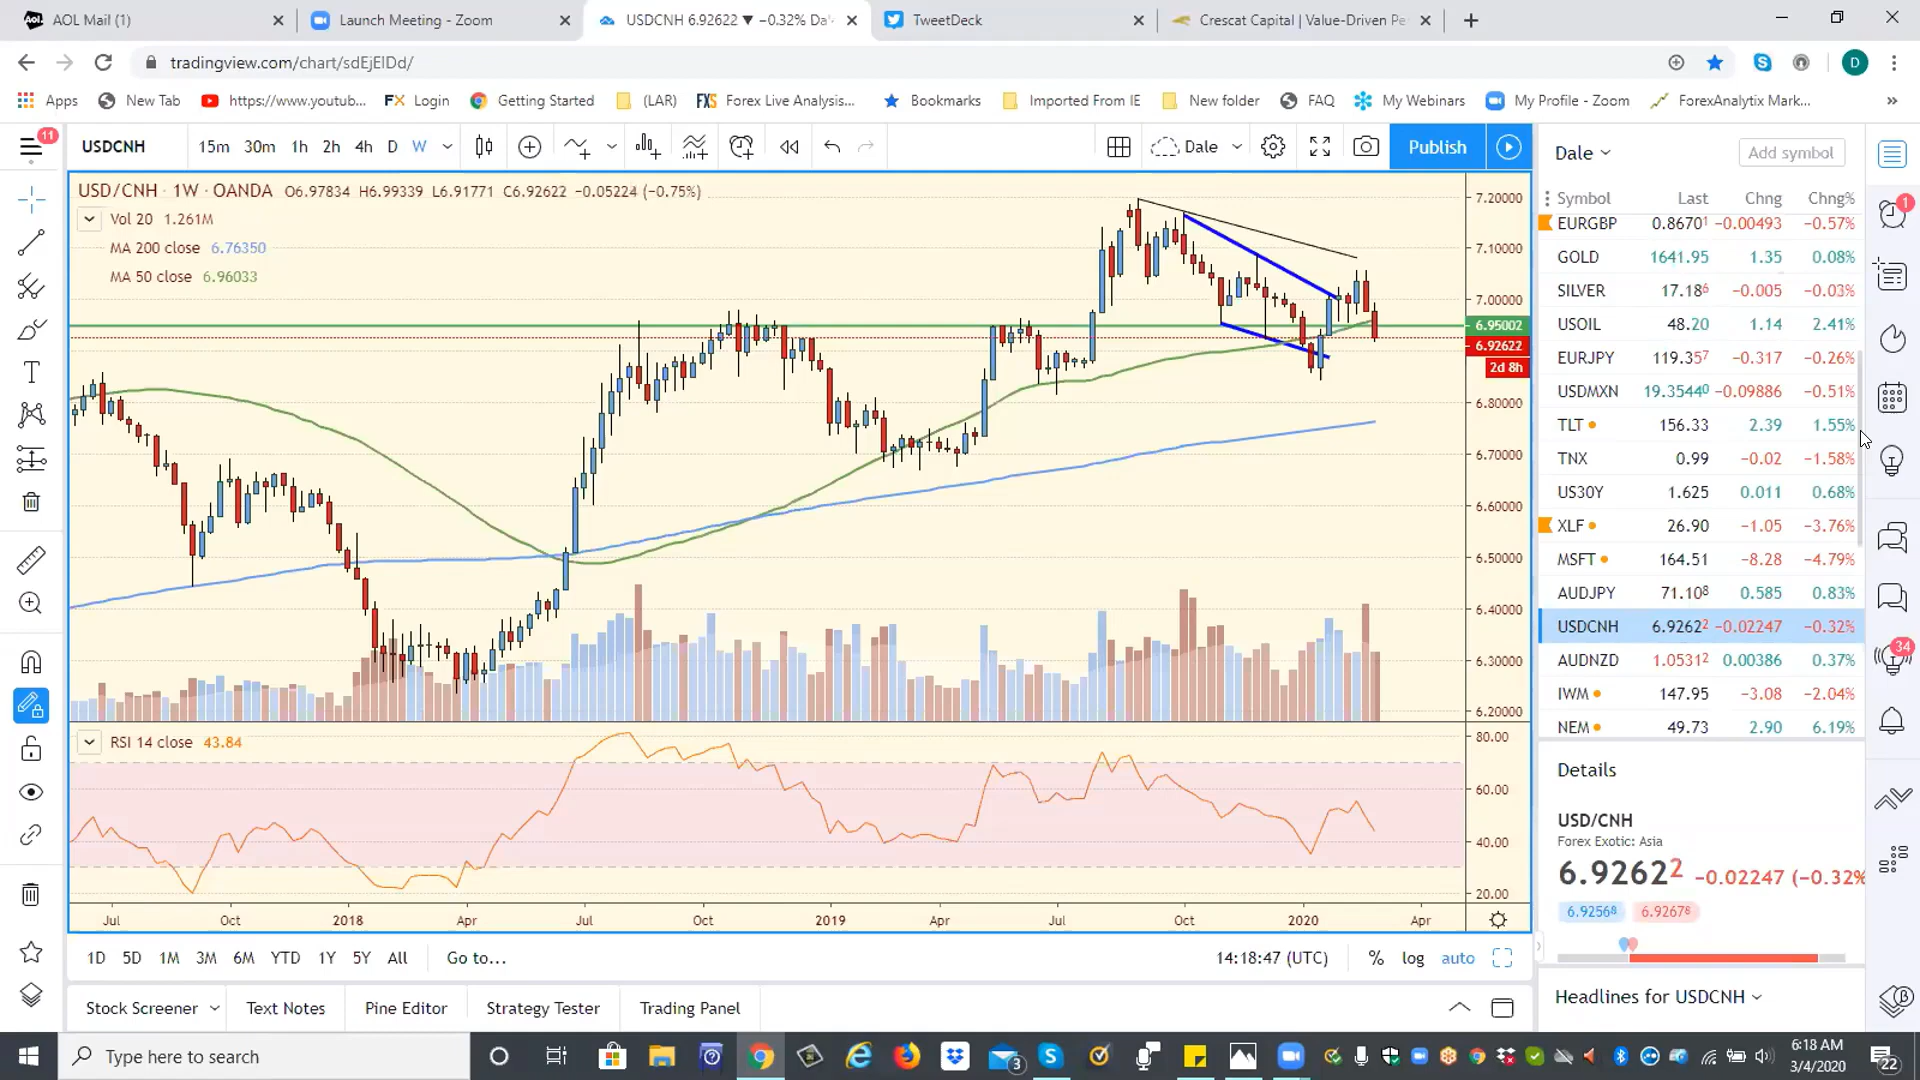 AOL Mail (1)
Launch Meeting - Zoom
USDCNH 6.92622 ▼ −0.32% Da
TweetDeck
Crescat Capital | Value-Driven Pe
tradingview.com/chart/sdEjElDd/
D
Apps
New Tab
https://www.youtub...
FX Login
Getting Started
(LAR)
FXS Forex Live Analysis...
Bookmarks
Imported From IE
New folder
FAQ
My Webinars
My Profile - Zoom
ForexAnalytix Mark...
»
11
USDCNH
15m 30m 1h 2h 4h D W
Dale
Publish
USD/CNH · 1W · OANDA O6.97834 H6.99339 L6.91771 C6.92622 −0.05224 (−0.75%)
Vol 20 1.261M
MA 200 close 6.76350
MA 50 close 6.96033
7.20000
7.10000
7.00000
6.95002
6.92622
2d 8h
6.80000
6.70000
6.60000
6.50000
6.40000
6.30000
6.20000
RSI 14 close 43.84
80.00
60.00
40.00
20.00
Jul Oct 2018 Apr Jul Oct 2019 Apr Jul Oct 2020 Apr
1D 5D 1M 3M 6M YTD 1Y 5Y All Go to...
14:18:47 (UTC) % log auto
Stock Screener Text Notes Pine Editor Strategy Tester Trading Panel
Dale
Add symbol
Symbol Last Chng Chng%
EURGBP 0.86701 −0.00493 −0.57%
GOLD 1641.95 1.35 0.08%
SILVER 17.186 −0.005 −0.03%
USOIL 48.20 1.14 2.41%
EURJPY 119.357 −0.317 −0.26%
USDMXN 19.35440 −0.09886 −0.51%
TLT 156.33 2.39 1.55%
TNX 0.99 −0.02 −1.58%
US30Y 1.625 0.011 0.68%
XLF 26.90 −1.05 −3.76%
MSFT 164.51 −8.28 −4.79%
AUDJPY 71.108 0.585 0.83%
USDCNH 6.92622 −0.02247 −0.32%
AUDNZD 1.05312 0.00386 0.37%
IWM 147.95 −3.08 −2.04%
NEM 49.73 2.90 6.19%
Details
USD/CNH
Forex Exotic: Asia
6.92622 −0.02247 (−0.32%
6.92568 6.92676
Headlines for USDCNH
1
34
Type here to search
3
6:18 AM
3/4/2020
22